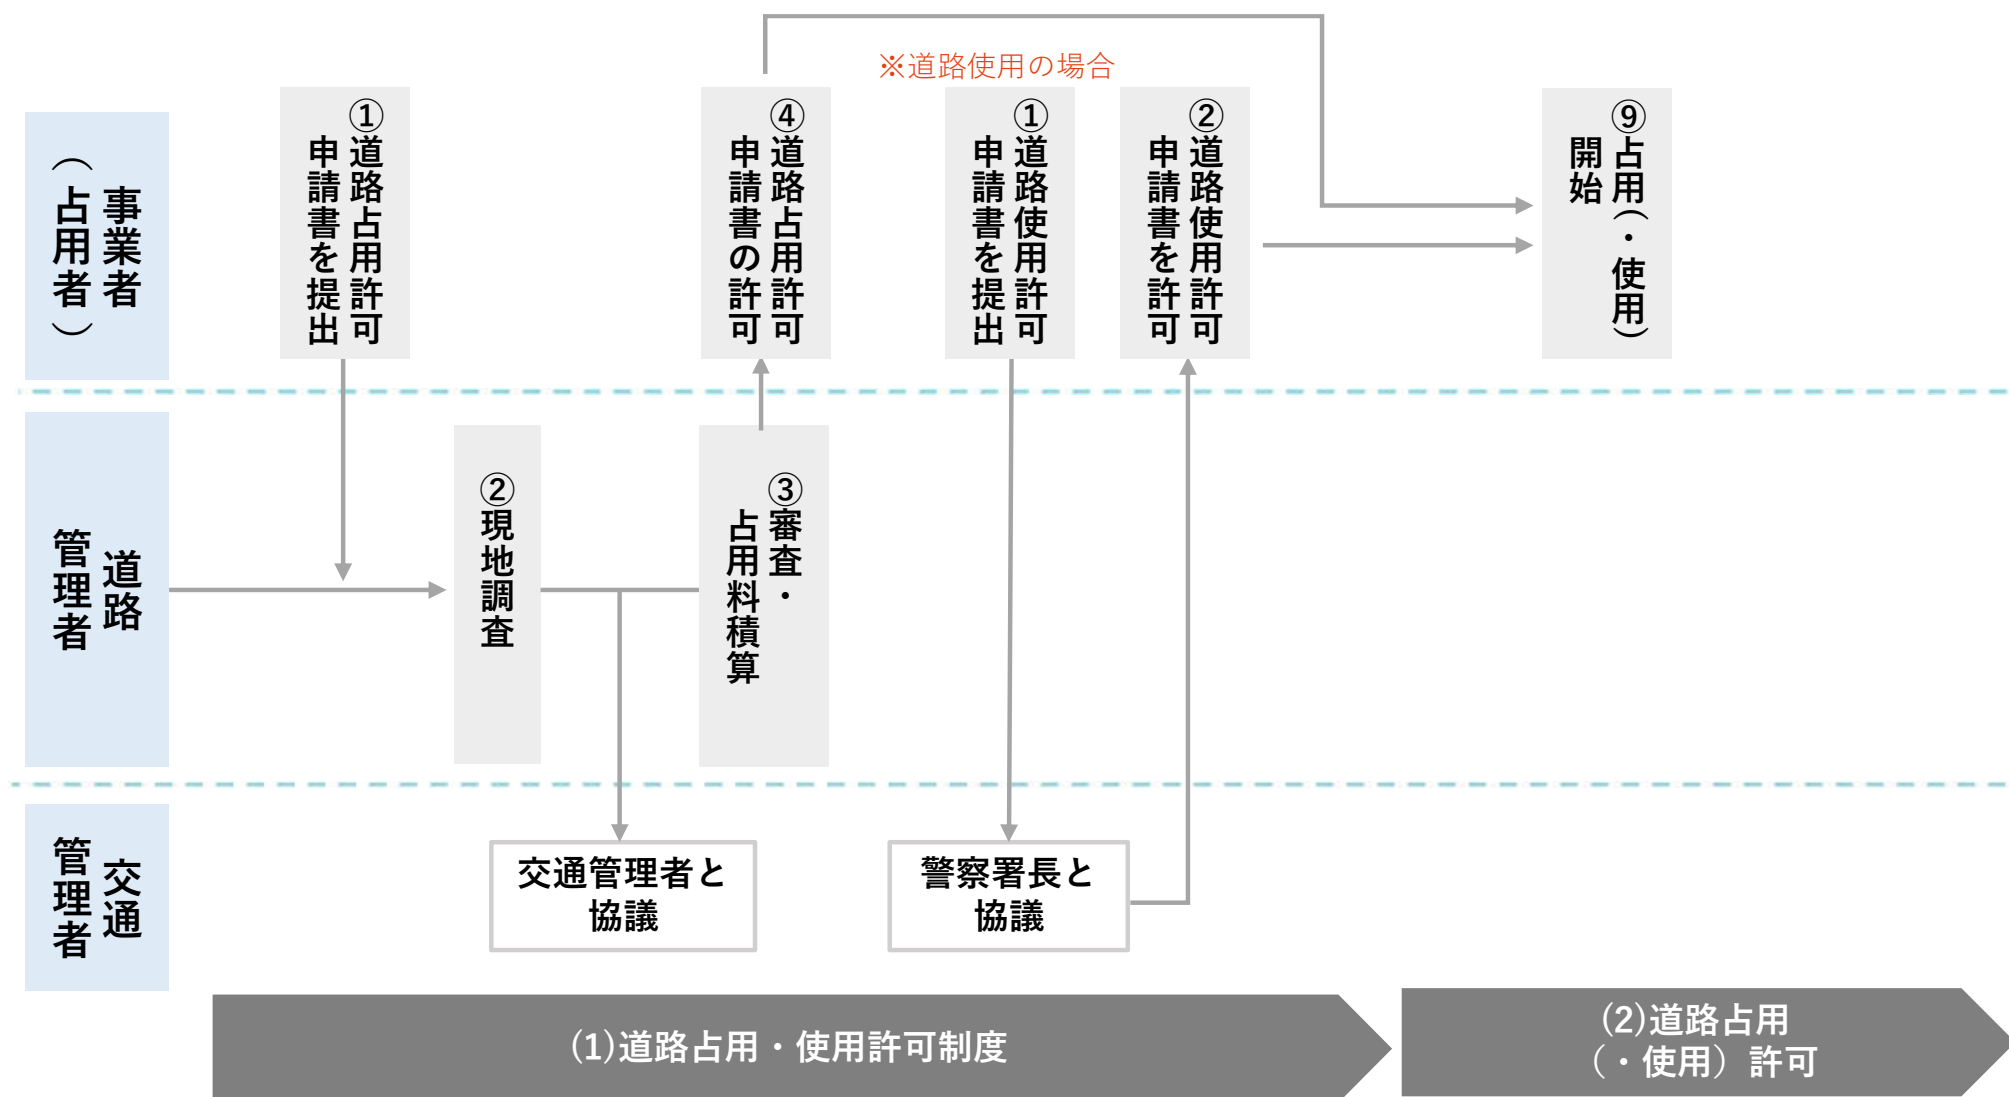 ※道路使用の場合
事業者
（占用者）
①道路占用許可
申請書を提出
④道路占用許可
申請書の許可
①道路使用許可
申請書を提出
②道路使用許可
申請書を許可
⑨占用（・使用）
開始
道路
管理者
②現地調査
③審査・
占用料積算
交通
管理者
交通管理者と
協議
警察署長と
協議
(1)道路占用・使用許可制度
(2)道路占用
（・使用）許可